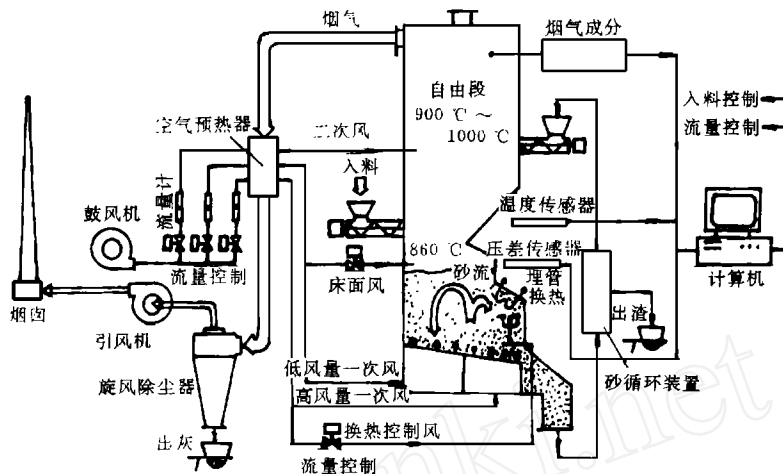 烟气
烟气成分
自由段
900 ℃ ~
1000 ℃
入料控制
流量控制
空气预热器
二次风
入料
流量计
鼓风机
流量控制
床面风
860 ℃
温度传感器
压差传感器
砂流
埋管
换热
计算机
烟囱
引风机
出渣
旋风除尘器
低风量一次风
高风量一次风
砂循环装置
出灰
换热控制风
流量控制
nki.net